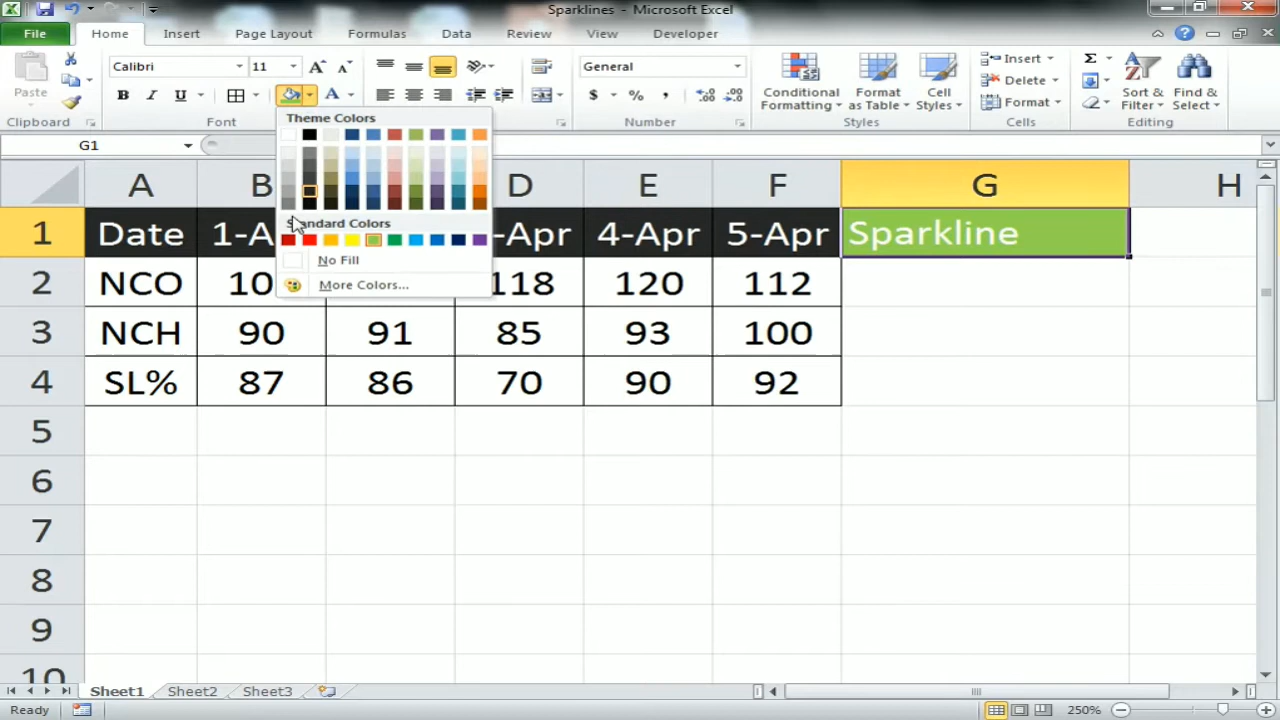 Sparklines - Microsoft Excel
File Home Insert Page Layout Formulas Data Review View Developer
Paste
Clipboard
Calibri 11
B I U A
Font
General
$ % ,
Number
Conditional Formatting
Format as Table
Cell Styles
Styles
Insert
Delete
Format
Cells
Σ
Sort & Filter
Find & Select
Editing
G1
Theme Colors
Standard Colors
No Fill
More Colors...
A B D E F G H
1 Date 4-Apr 5-Apr Sparkline
2 NCO 118 120 112
3 NCH 90 91 85 93 100
4 SL% 87 86 70 90 92
5
6
7
8
9
10
Sheet1 Sheet2 Sheet3
Ready 250%